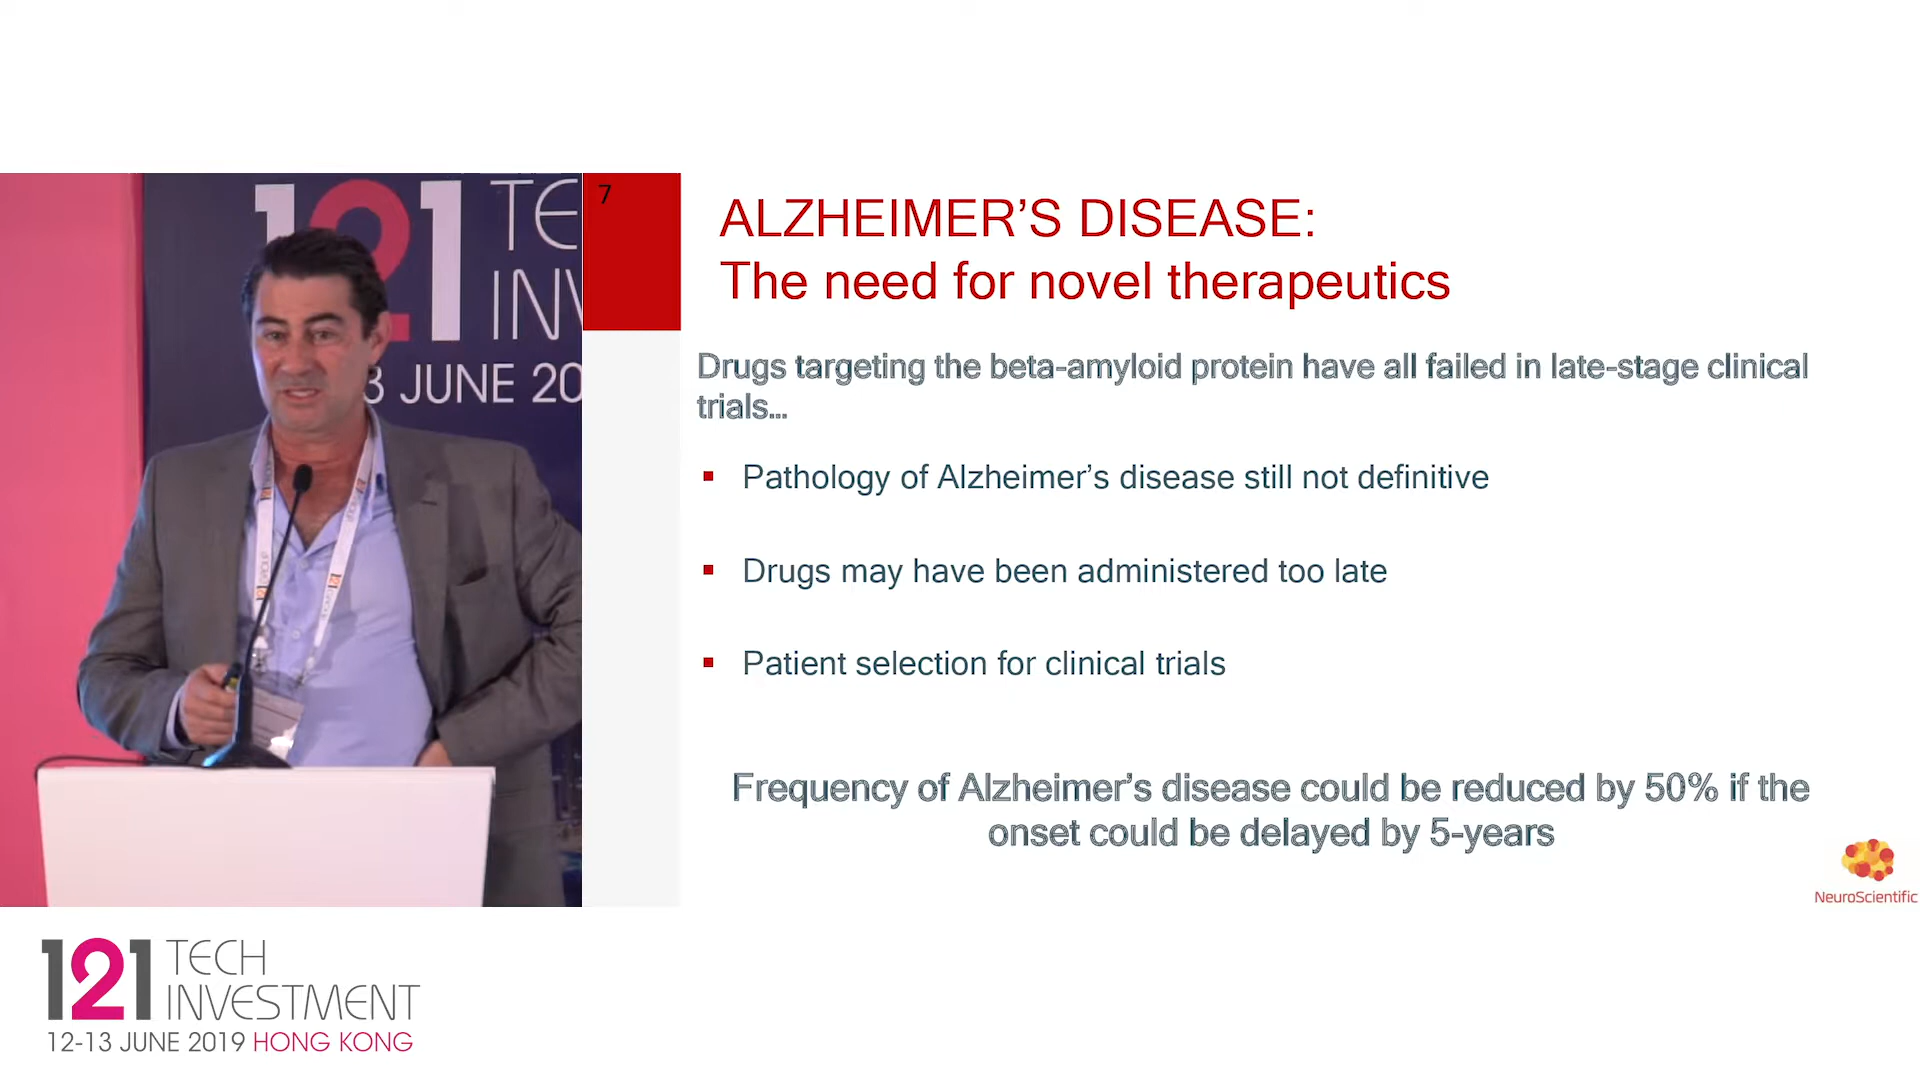 121 TE
INV
3 JUNE 20
7
ALZHEIMER’S DISEASE:
The need for novel therapeutics
Drugs targeting the beta-amyloid protein have all failed in late-stage clinical
trials...
▪ Pathology of Alzheimer’s disease still not definitive
▪ Drugs may have been administered too late
▪ Patient selection for clinical trials
Frequency of Alzheimer’s disease could be reduced by 50% if the
onset could be delayed by 5-years
NeuroScientific
121 TECH
INVESTMENT
12-13 JUNE 2019 HONG KONG